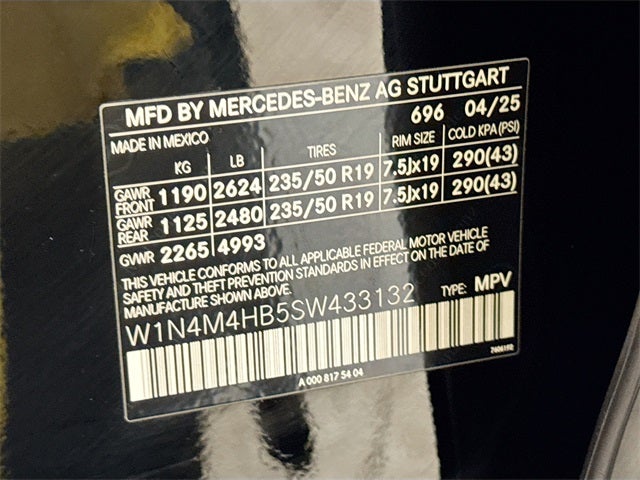 MFD BY MERCEDES-BENZ AG STUTTGART
MADE IN MEXICO 696 04/25
KG LB TIRES RIM SIZE COLD KPA(PSI)
GAWR FRONT 1190 2624 235/50 R19 7.5Jx19 290(43)
GAWR REAR 1125 2480 235/50 R19 7.5Jx19 290(43)
GVWR 2265 4993
THIS VEHICLE CONFORMS TO ALL APPLICABLE FEDERAL MOTOR VEHICLE
SAFETY AND THEFT PREVENTION STANDARDS IN EFFECT ON THE DATE OF
MANUFACTURE SHOWN ABOVE.
W1N4M4HB5SW433132 TYPE: MPV
A 000 817 54 04